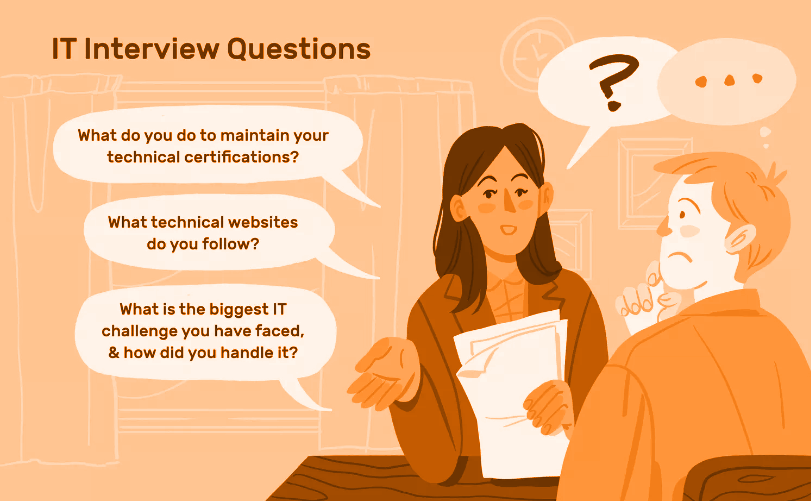 IT Interview Questions
What do you do to maintain your
technical certifications?
What technical websites
do you follow?
What is the biggest IT
challenge you have faced,
& how did you handle it?
?
...